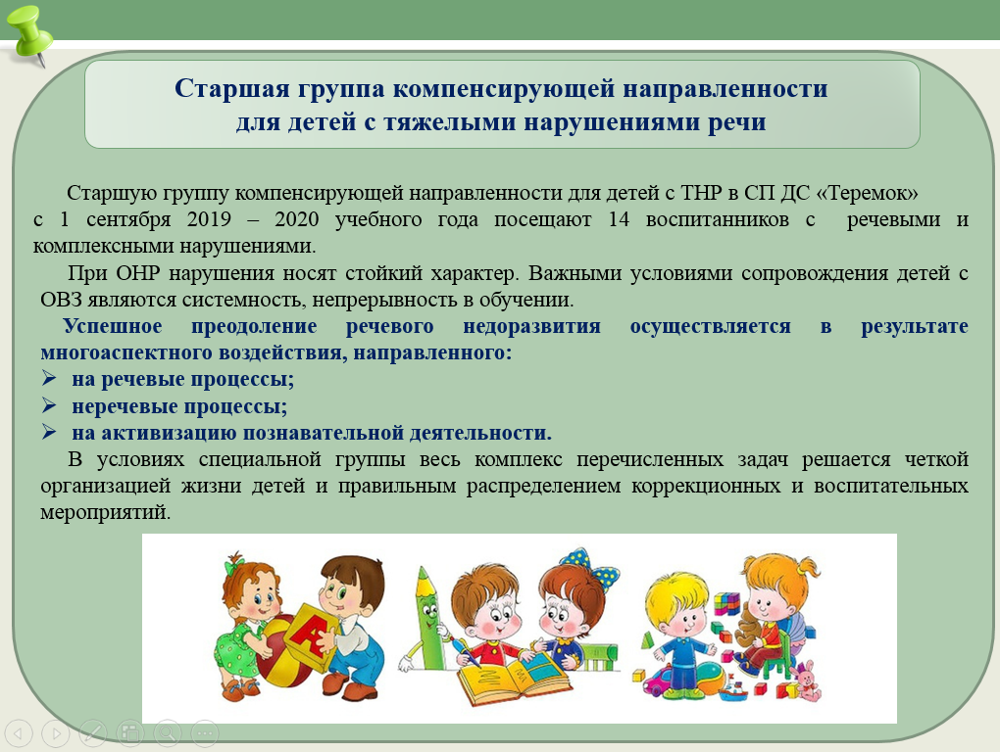 Старшая группа компенсирующей направленности
для детей с тяжелыми нарушениями речи
Старшую группу компенсирующей направленности для детей с ТНР в СП ДС «Теремок»
с 1 сентября 2019 – 2020 учебного года посещают 14 воспитанников с речевыми и
комплексными нарушениями.
При ОНР нарушения носят стойкий характер. Важными условиями сопровождения детей с
ОВЗ являются системность, непрерывность в обучении.
Успешное преодоление речевого недоразвития осуществляется в результате
многоаспектного воздействия, направленного:
на речевые процессы;
неречевые процессы;
на активизацию познавательной деятельности.
В условиях специальной группы весь комплекс перечисленных задач решается четкой
организацией жизни детей и правильным распределением коррекционных и воспитательных
мероприятий.
А